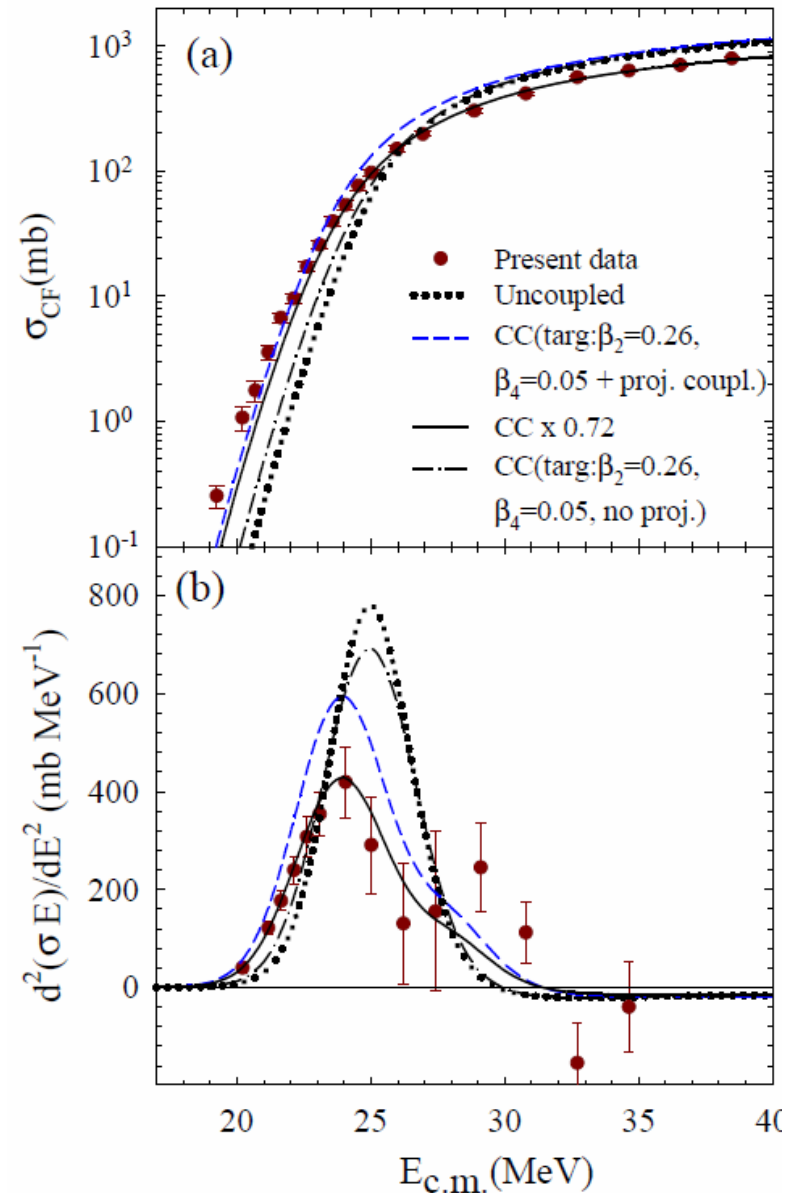 (a)
10³
10²
10¹
10⁰
10⁻¹
σCF(mb)
Present data
Uncoupled
CC(targ:β₂=0.26,
β₄=0.05 + proj. coupl.)
CC x 0.72
CC(targ:β₂=0.26,
β₄=0.05, no proj.)
(b)
800
600
400
200
0
d²(σ E)/dE² (mb MeV⁻¹)
20 25 30 35 40
Ec.m.(MeV)